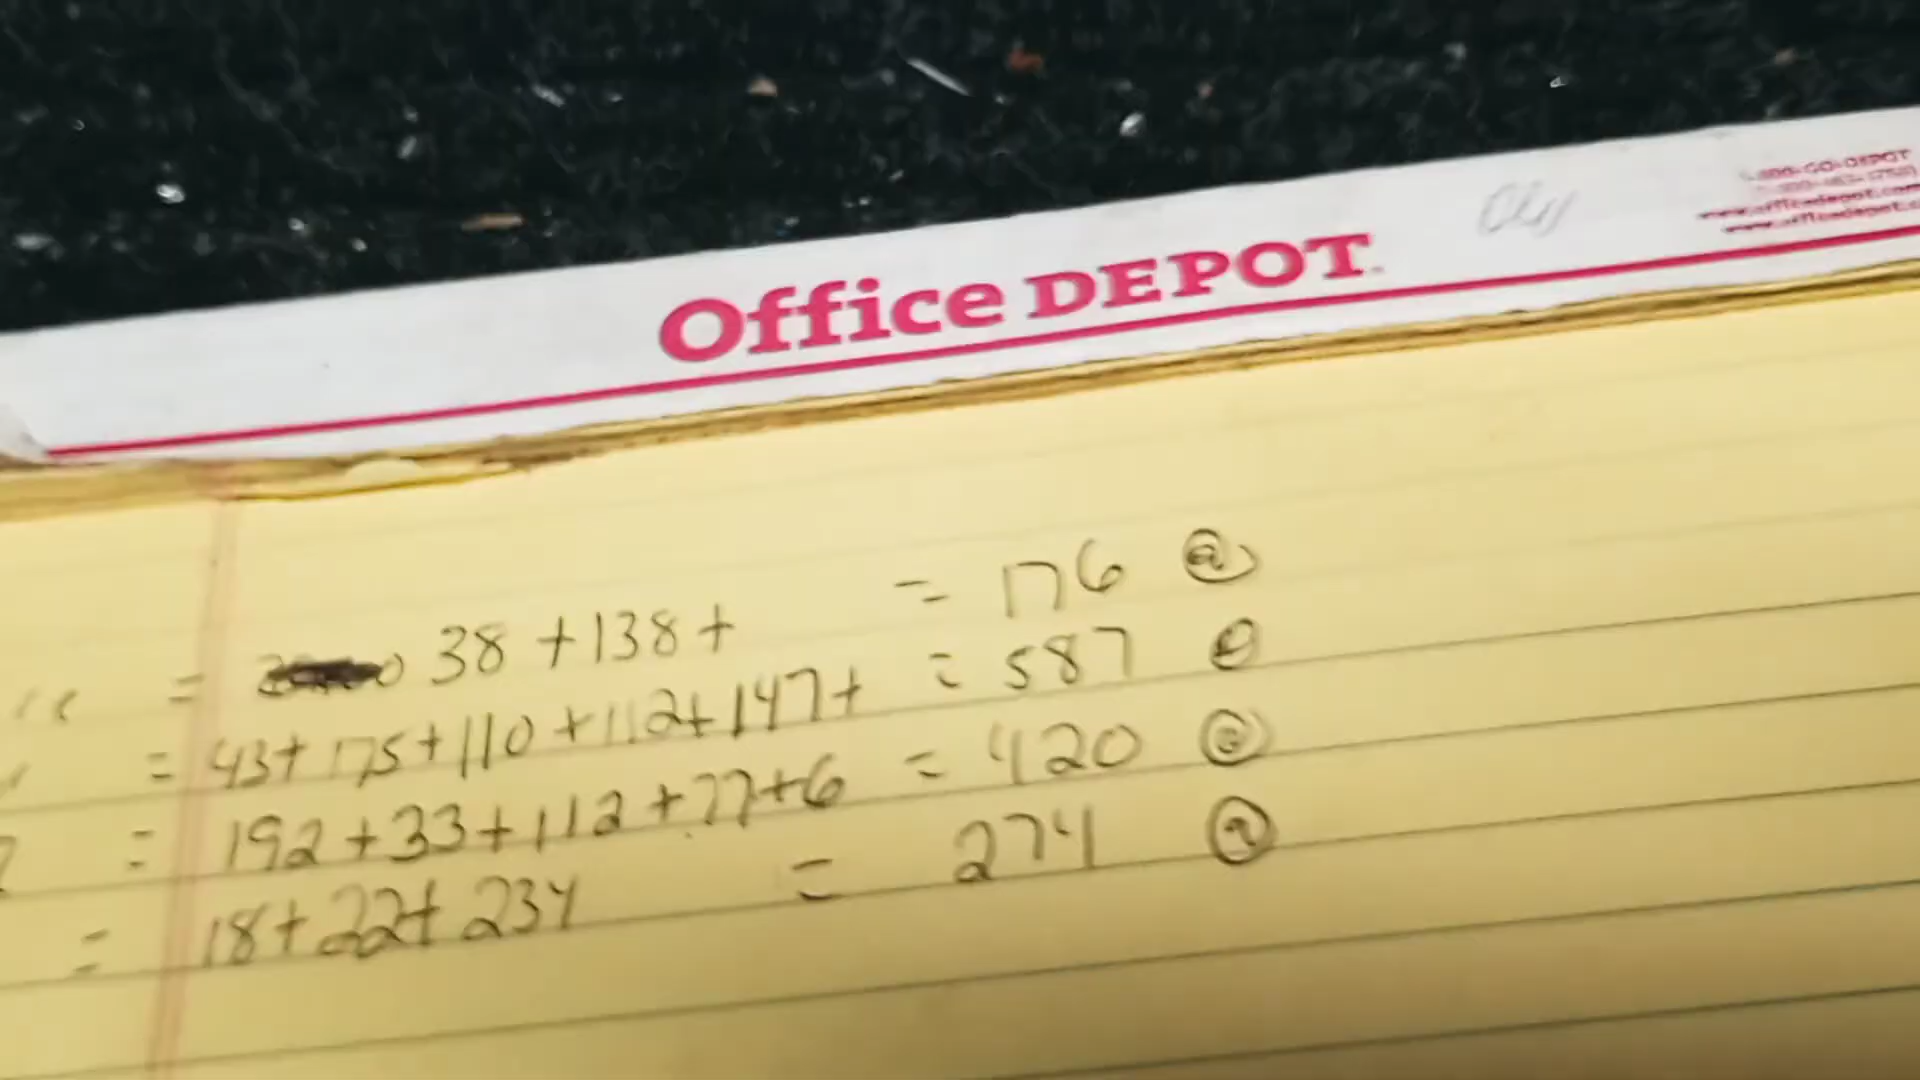 Office DEPOT
= 38 +138+ = 176 @
= 43+175+110+112+147+ = 587
= 192+33+112+77+6 = 420 @
= 18+22+234 = 274 @